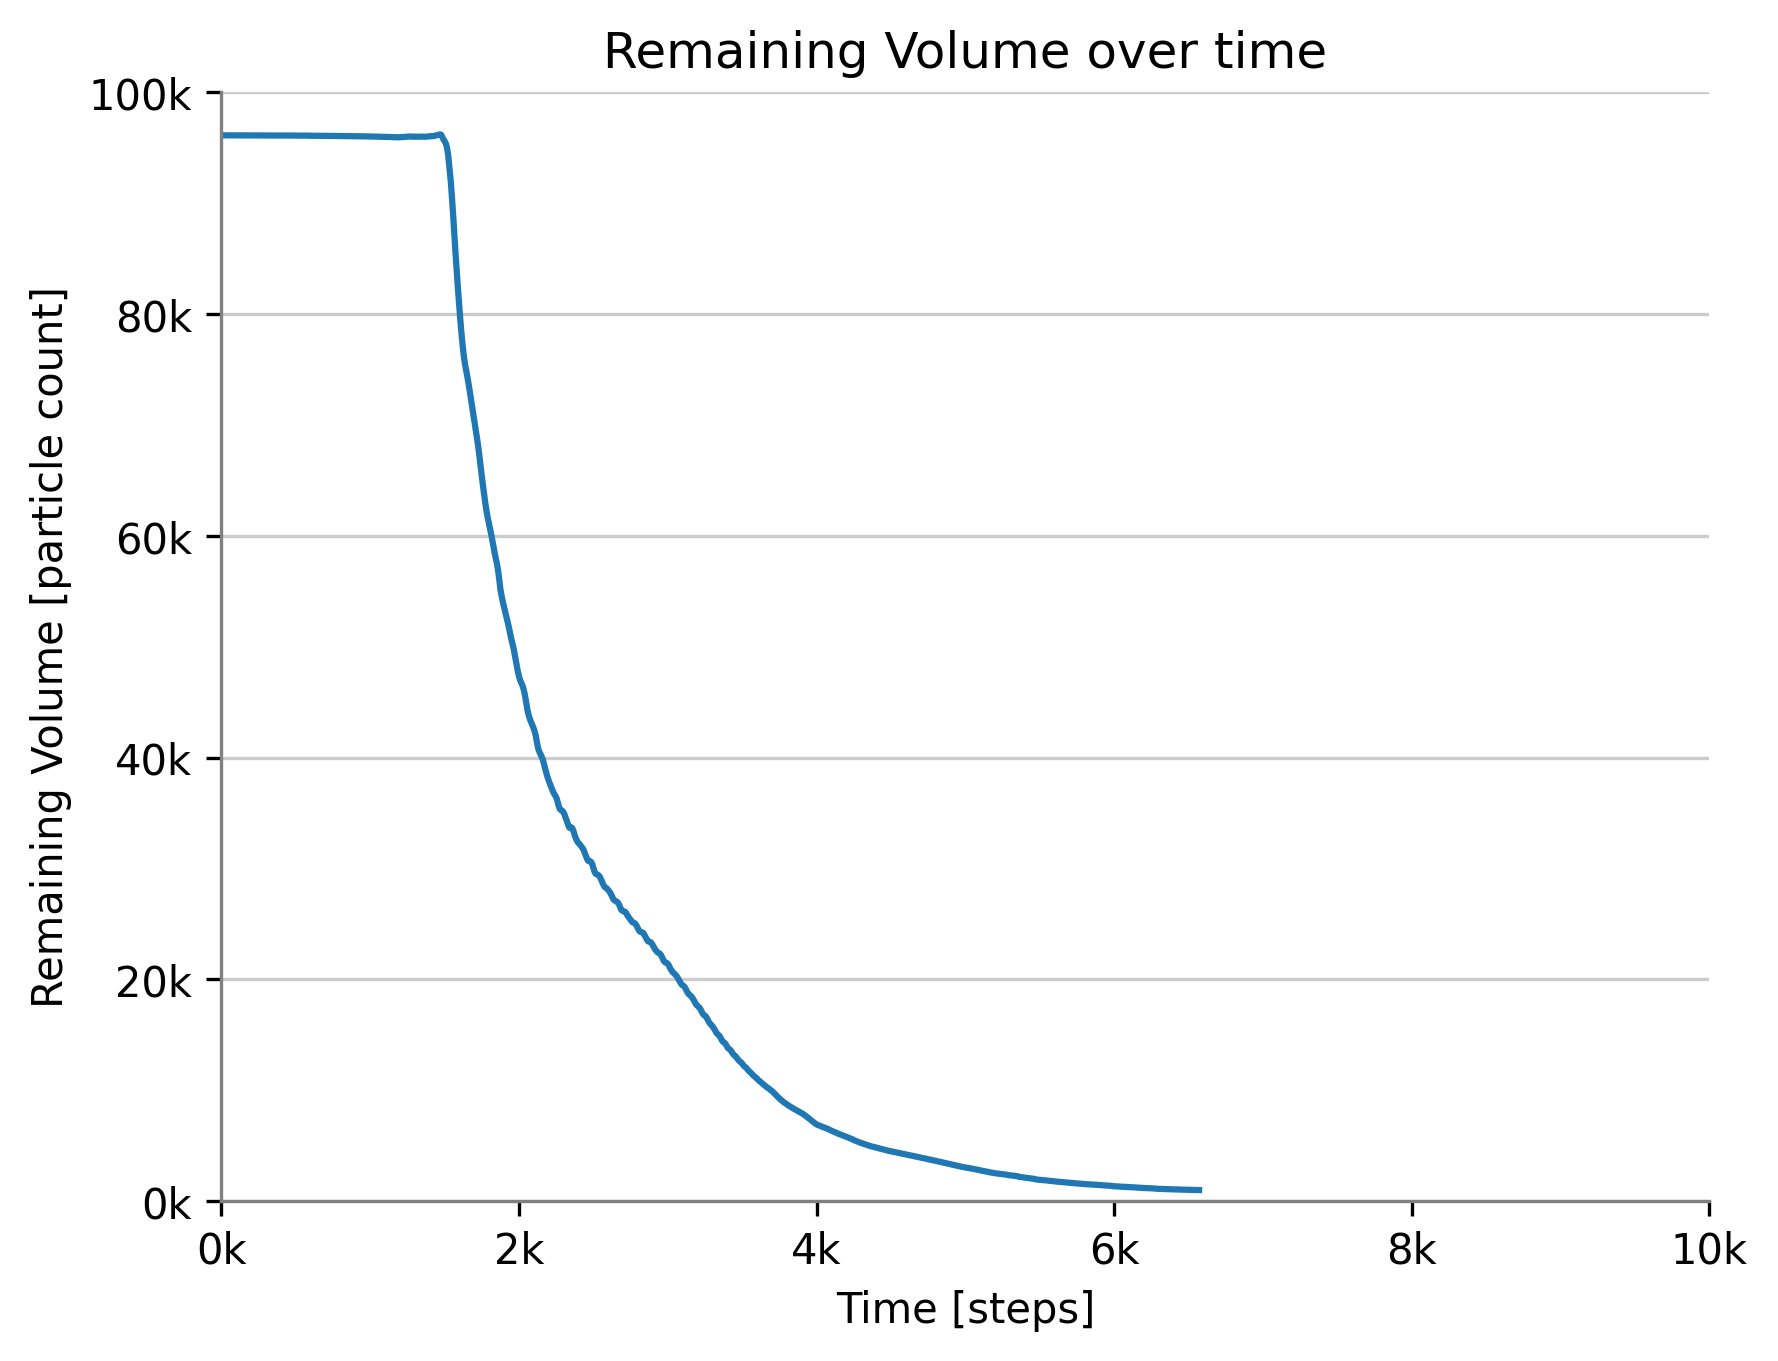 Remaining Volume over time
Remaining Volume [particle count]
100k
80k
60k
40k
20k
0k
0k 2k 4k 6k 8k 10k
Time [steps]